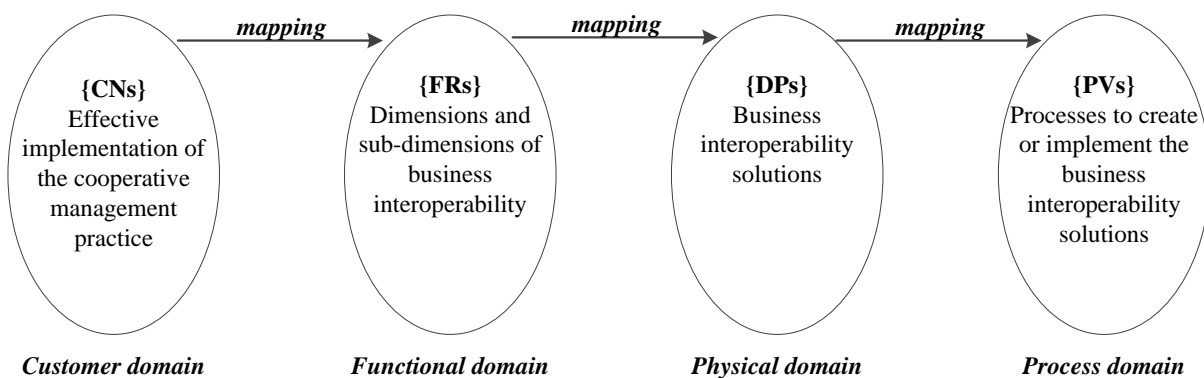 mapping
mapping
mapping
{CNs}
Effective
implementation of
the cooperative
management
practice
{FRs}
Dimensions and
sub-dimensions of
business
interoperability
{DPs}
Business
interoperability
solutions
{PVs}
Processes to create
or implement the
business
interoperability
solutions
Customer domain
Functional domain
Physical domain
Process domain